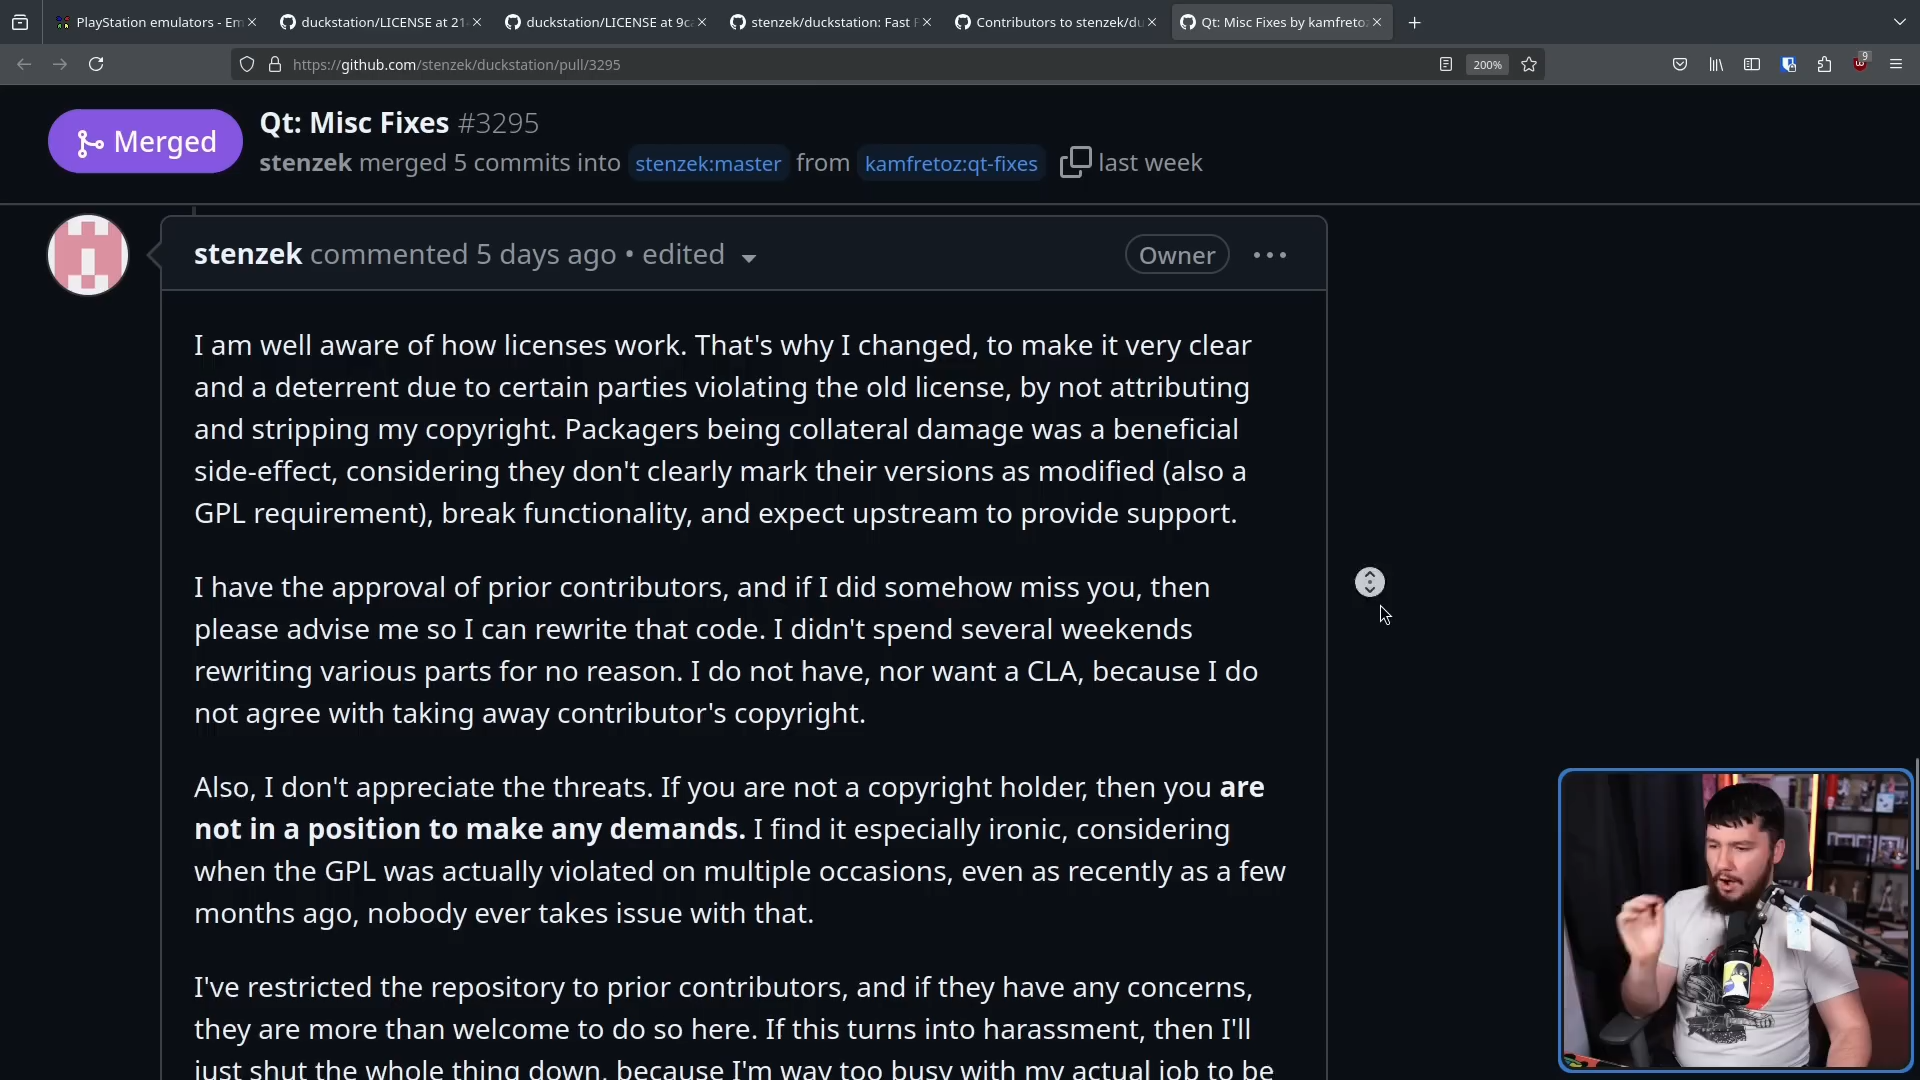 PlayStation emulators - Em
duckstation/LICENSE at 21
duckstation/LICENSE at 9c
stenzek/duckstation: Fast
Contributors to stenzek/du
Qt: Misc Fixes by kamfretoz
https://github.com/stenzek/duckstation/pull/3295
200%
9
Merged
Qt: Misc Fixes #3295
stenzek merged 5 commits into stenzek:master from kamfretoz:qt-fixes last week
stenzek commented 5 days ago • edited
Owner
I am well aware of how licenses work. That's why I changed, to make it very clear
and a deterrent due to certain parties violating the old license, by not attributing
and stripping my copyright. Packagers being collateral damage was a beneficial
side-effect, considering they don't clearly mark their versions as modified (also a
GPL requirement), break functionality, and expect upstream to provide support.
I have the approval of prior contributors, and if I did somehow miss you, then
please advise me so I can rewrite that code. I didn't spend several weekends
rewriting various parts for no reason. I do not have, nor want a CLA, because I do
not agree with taking away contributor's copyright.
Also, I don't appreciate the threats. If you are not a copyright holder, then you are
not in a position to make any demands. I find it especially ironic, considering
when the GPL was actually violated on multiple occasions, even as recently as a few
months ago, nobody ever takes issue with that.
I've restricted the repository to prior contributors, and if they have any concerns,
they are more than welcome to do so here. If this turns into harassment, then I'll
just shut the whole thing down, because I'm way too busy with my actual job to be